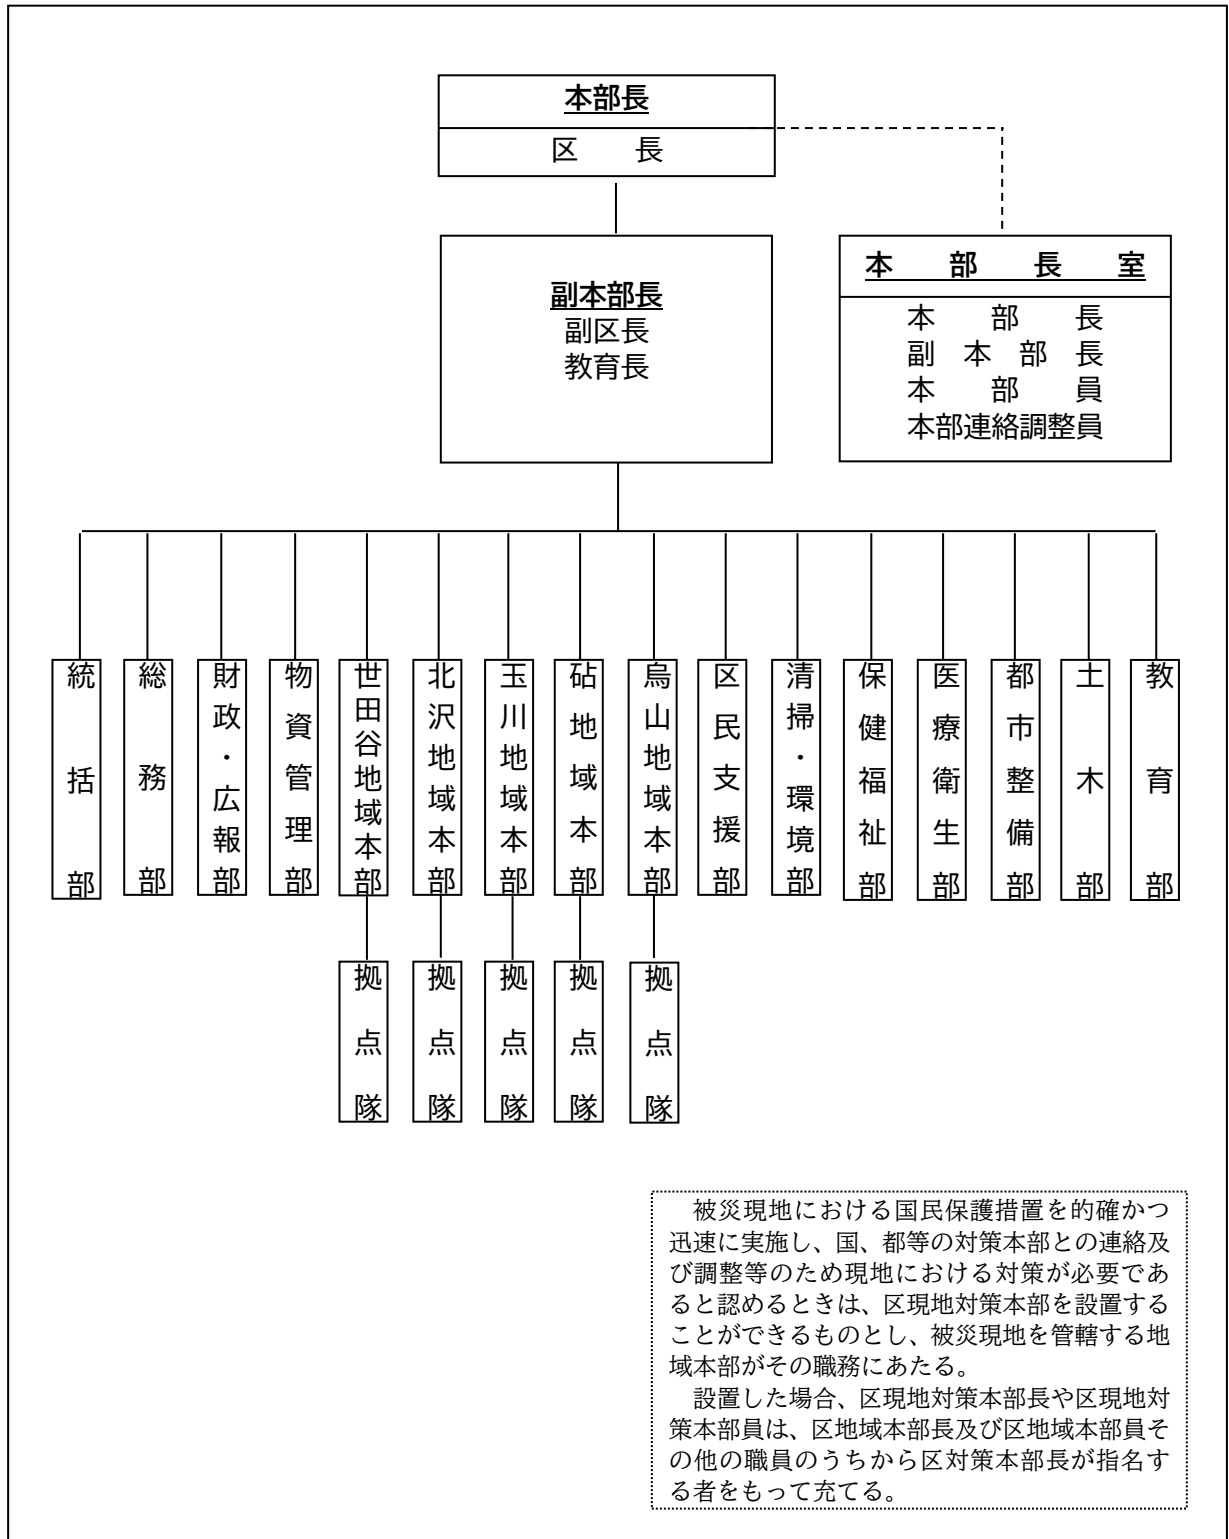 本部長
区　　長
副本部長
副区長
教育長
本　　部　　長　　室
本　　部　　長
副　本　部　長
本　　部　　員
本部連絡調整員
統括部
総務部
財政・広報部
物資管理部
世田谷地域本部
北沢地域本部
玉川地域本部
砧地域本部
烏山地域本部
区民支援部
清掃・環境部
保健福祉部
医療衛生部
都市整備部
土木部
教育部
拠点隊
拠点隊
拠点隊
拠点隊
拠点隊
　被災現地における国民保護措置を的確かつ
迅速に実施し、国、都等の対策本部との連絡及
び調整等のため現地における対策が必要であ
ると認めるときは、区現地対策本部を設置する
ことができるものとし、被災現地を管轄する地
域本部がその職務にあたる。
　設置した場合、区現地対策本部長や区現地対
策本部員は、区地域本部長及び区地域本部員そ
の他の職員のうちから区対策本部長が指名す
る者をもって充てる。